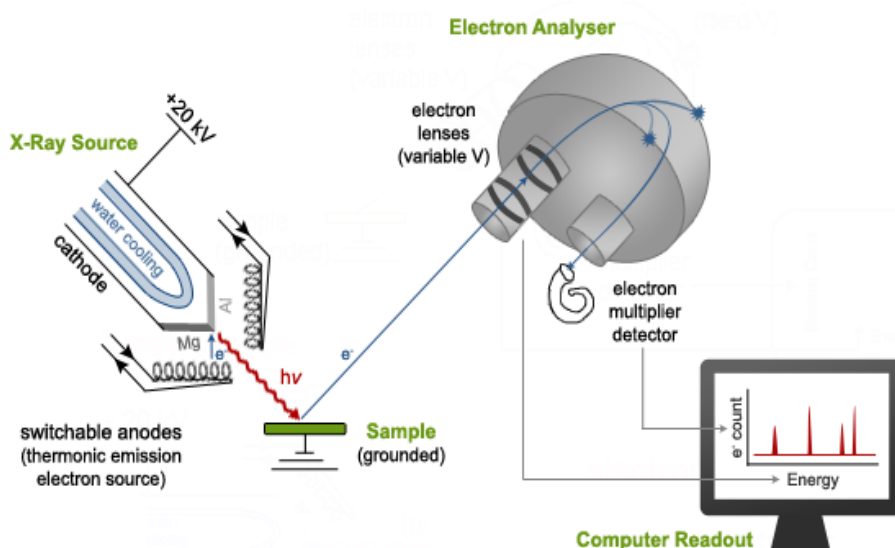 Electron Analyser
+20 kV
X-Ray Source
electron
lenses
(variable V)
water cooling
cathode
Al
Mg
e-
hν
e-
electron
multiplier
detector
switchable anodes
(thermonic emission
electron source)
Sample
(grounded)
e- count
Energy
Computer Readout